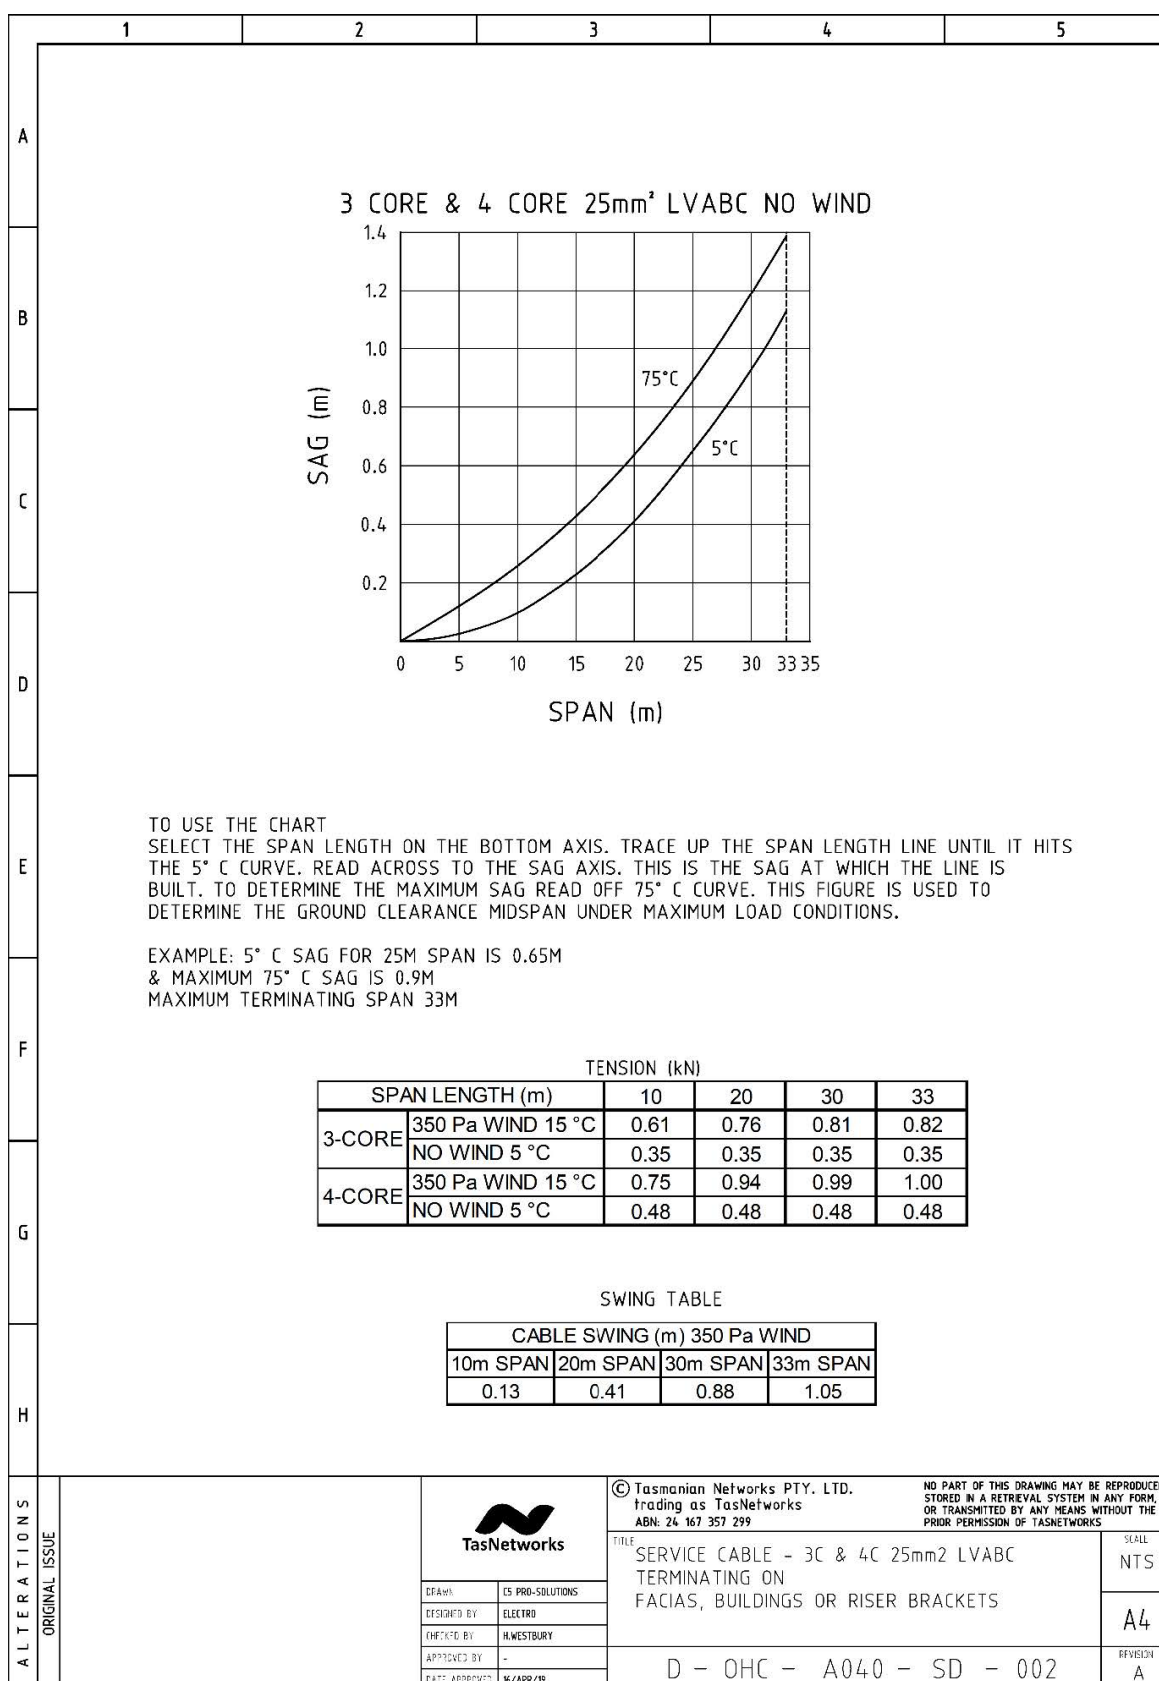 1 2 3 4 5
A
B
C
D
E
F
G
H
3 CORE & 4 CORE 25mm² LVABC NO WIND
1.4
1.2
1.0
0.8
0.6
0.4
0.2
SAG (m)
75°C
5°C
0 5 10 15 20 25 30 33 35
SPAN (m)
TO USE THE CHART
SELECT THE SPAN LENGTH ON THE BOTTOM AXIS. TRACE UP THE SPAN LENGTH LINE UNTIL IT HITS
THE 5° C CURVE. READ ACROSS TO THE SAG AXIS. THIS IS THE SAG AT WHICH THE LINE IS
BUILT. TO DETERMINE THE MAXIMUM SAG READ OFF 75° C CURVE. THIS FIGURE IS USED TO
DETERMINE THE GROUND CLEARANCE MIDSPAN UNDER MAXIMUM LOAD CONDITIONS.
EXAMPLE: 5° C SAG FOR 25M SPAN IS 0.65M
& MAXIMUM 75° C SAG IS 0.9M
MAXIMUM TERMINATING SPAN 33M
TENSION (kN)
SPAN LENGTH (m) 10 20 30 33
3-CORE 350 Pa WIND 15 °C 0.61 0.76 0.81 0.82
NO WIND 5 °C 0.35 0.35 0.35 0.35
4-CORE 350 Pa WIND 15 °C 0.75 0.94 0.99 1.00
NO WIND 5 °C 0.48 0.48 0.48 0.48
SWING TABLE
CABLE SWING (m) 350 Pa WIND
10m SPAN 20m SPAN 30m SPAN 33m SPAN
0.13 0.41 0.88 1.05
ALTERATIONS
ORIGINAL ISSUE
TasNetworks
DRAWN C5 PRO-SOLUTIONS
DESIGNED BY ELECTRO
CHECKED BY H.WESTBURY
APPROVED BY -
DATE APPROVED 16/APR/19
© Tasmanian Networks PTY. LTD.
trading as TasNetworks
ABN: 24 167 357 299
NO PART OF THIS DRAWING MAY BE REPRODUCED
STORED IN A RETRIEVAL SYSTEM IN ANY FORM,
OR TRANSMITTED BY ANY MEANS WITHOUT THE
PRIOR PERMISSION OF TASNETWORKS
TITLE
SERVICE CABLE - 3C & 4C 25mm2 LVABC
TERMINATING ON
FACIAS, BUILDINGS OR RISER BRACKETS
SCALE
NTS
A4
D - OHC - A040 - SD - 002
REVISION
A